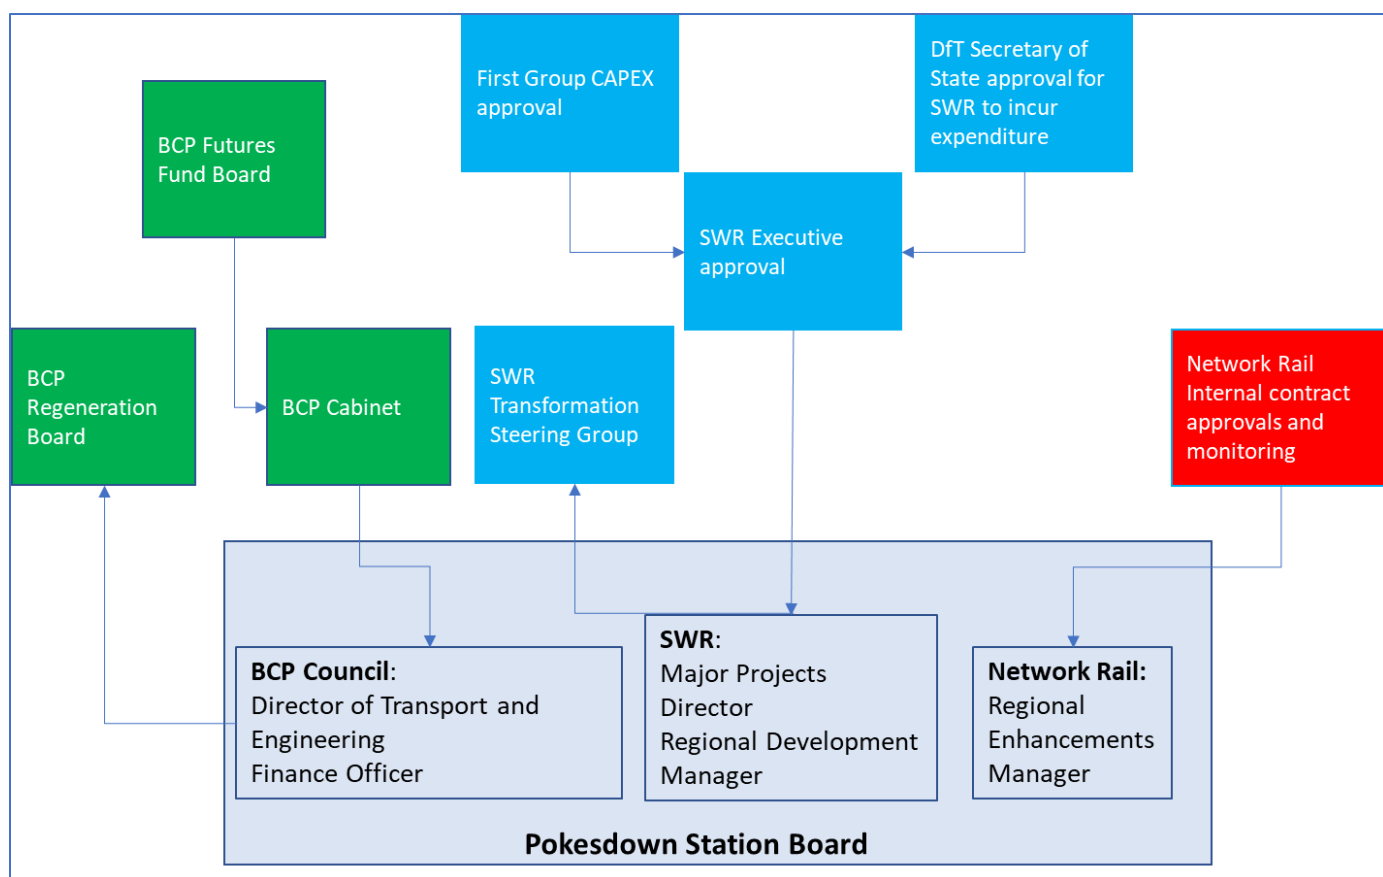 First Group CAPEX
approval
DfT Secretary of
State approval for
SWR to incur
expenditure
BCP Futures
Fund Board
SWR Executive
approval
BCP
Regeneration
Board
BCP Cabinet
SWR
Transformation
Steering Group
Network Rail
Internal contract
approvals and
monitoring
BCP Council:
Director of Transport and
Engineering
Finance Officer
SWR:
Major Projects
Director
Regional Development
Manager
Network Rail:
Regional
Enhancements
Manager
Pokesdown Station Board